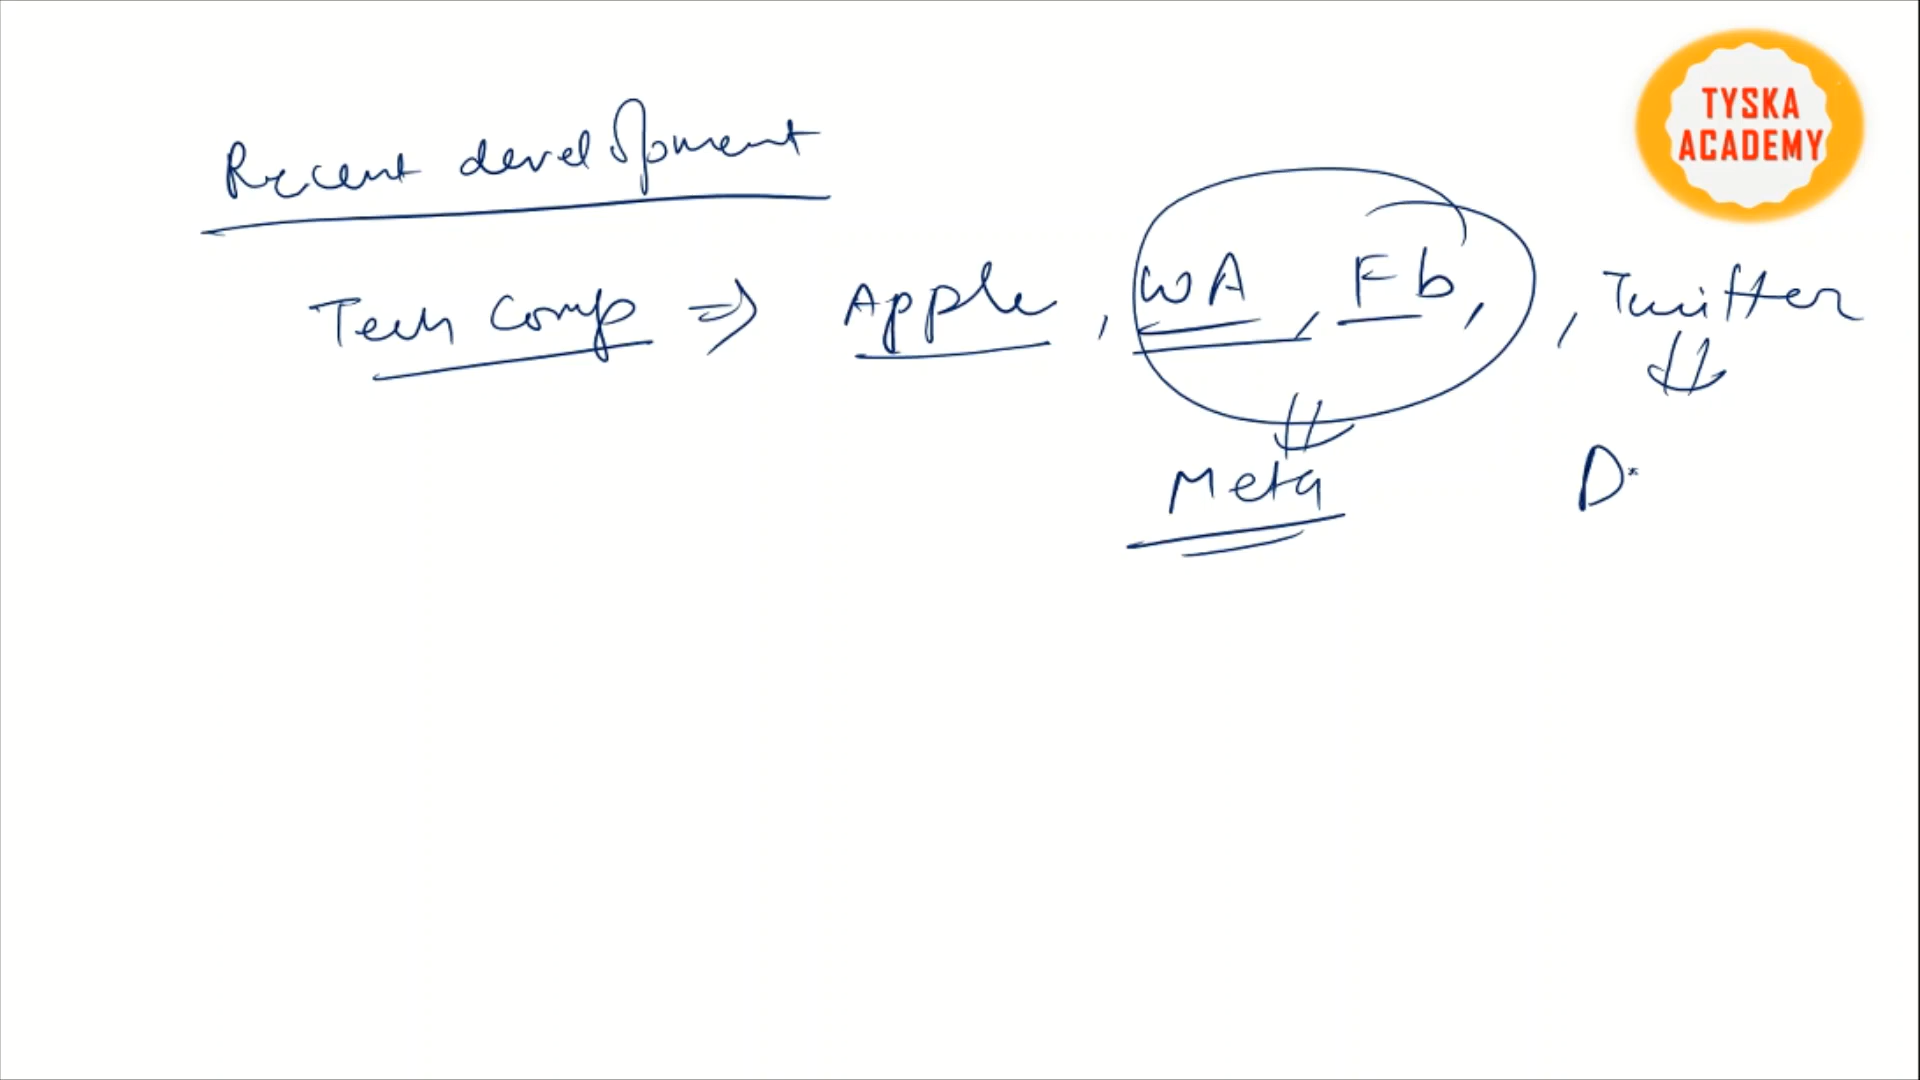 TYSKA
ACADEMY
Recent development
Tech Comp ⇒ Apple, WA, Fb, , Twitter
Meta D